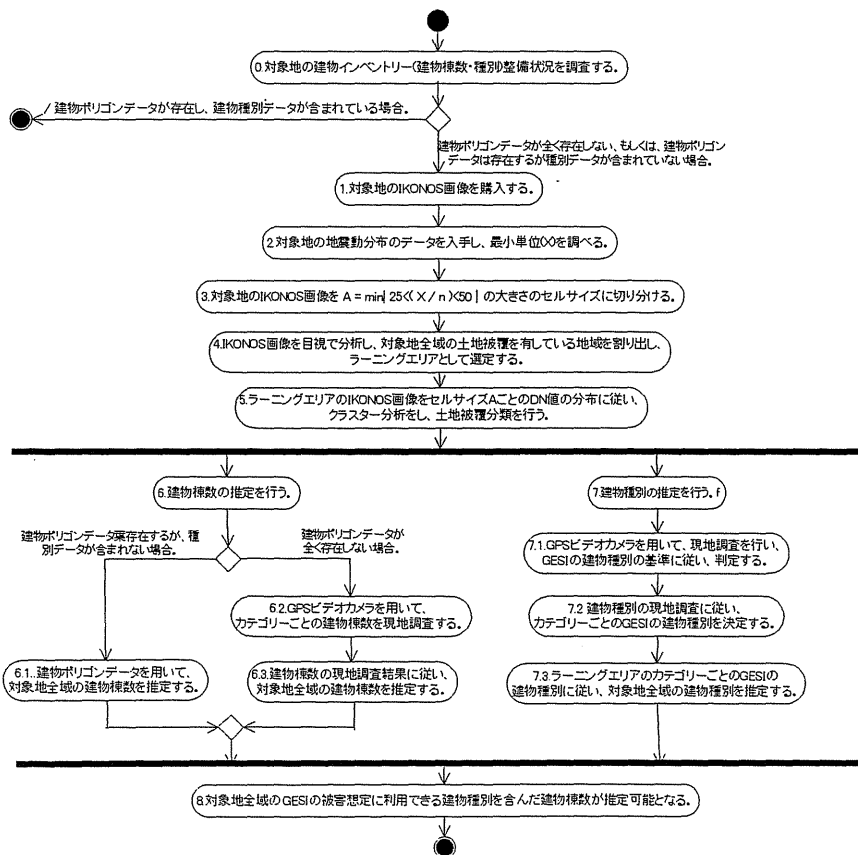 0.対象地の建物インベントリー(建物棟数・種別)整備状況を調査する。
/ 建物ポリゴンデータが存在し、建物種別データが含まれている場合。
建物ポリゴンデータが全く存在しない、もしくは、建物ポリゴン
データは存在するが種別データが含まれていない場合。
1.対象地のIKONOS画像を購入する。
2.対象地の地震動分布のデータを入手し、最小単位(X)を調べる。
3.対象地のIKONOS画像を A = min| 25<( X / n )<50 | の大きさのセルサイズに切り分ける。
4.IKONOS画像を目視で分析し、対象地全域の土地被覆を有している地域を割り出し、
ラーニングエリアとして選定する。
5.ラーニングエリアのIKONOS画像をセルサイズAごとのDN値の分布に従い、
クラスター分析をし、土地被覆分類を行う。
6.建物棟数の推定を行う。
建物ポリゴンデータ葉存在するが、種
別データが含まれない場合。
建物ポリゴンデータが
全く存在しない場合。
6.2.GPSビデオカメラを用いて、
カテゴリーごとの建物棟数を現地調査する。
6.1..建物ポリゴンデータを用いて、
対象地全域の建物棟数を推定する。
6.3.建物棟数の現地調査結果に従い、
対象地全域の建物棟数を推定する。
7.建物種別の推定を行う。f
7.1.GPSビデオカメラを用いて、現地調査を行い、
GESIの建物種別の基準に従い、判定する。
7.2 建物種別の現地調査に従い、
カテゴリーごとのGESIの建物種別を決定する。
7.3.ラーニングエリアのカテゴリーごとのGESIの
建物種別に従い、対象地全域の建物種別を推定する。
8.対象地全域のGESIの被害想定に利用できる建物種別を含んだ建物棟数が推定可能となる。